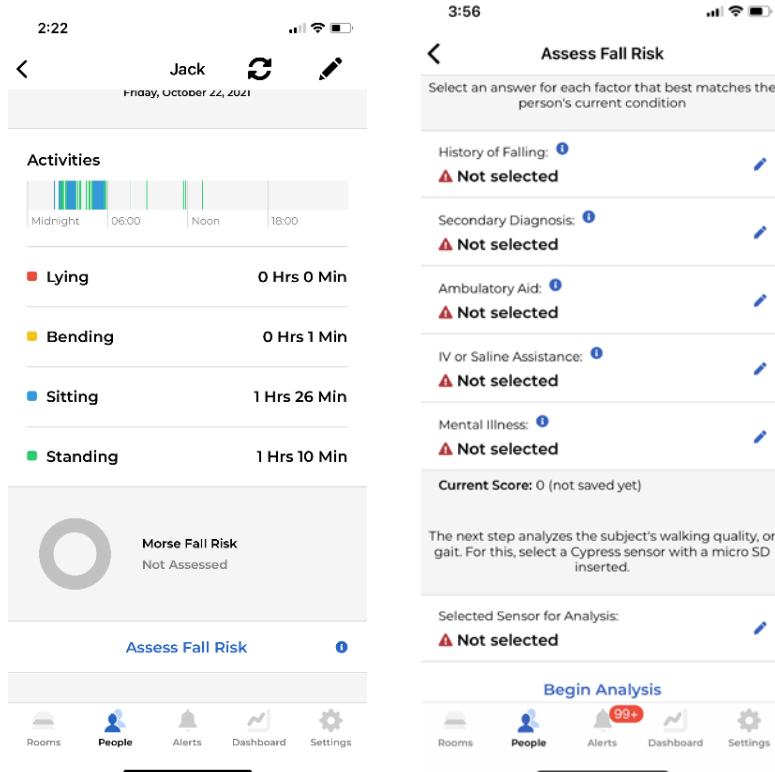 2:22
Jack
Friday, October 22, 2021
Activities
Midnight 06:00 Noon 18:00
Lying 0 Hrs 0 Min
Bending 0 Hrs 1 Min
Sitting 1 Hrs 26 Min
Standing 1 Hrs 10 Min
Morse Fall Risk
Not Assessed
Assess Fall Risk
Rooms People Alerts Dashboard Settings
3:56
Assess Fall Risk
Select an answer for each factor that best matches the
person's current condition
History of Falling:
Not selected
Secondary Diagnosis:
Not selected
Ambulatory Aid:
Not selected
IV or Saline Assistance:
Not selected
Mental Illness:
Not selected
Current Score: 0 (not saved yet)
The next step analyzes the subject's walking quality, or
gait. For this, select a Cypress sensor with a micro SD
inserted.
Selected Sensor for Analysis:
Not selected
Begin Analysis
99+
Rooms People Alerts Dashboard Settings